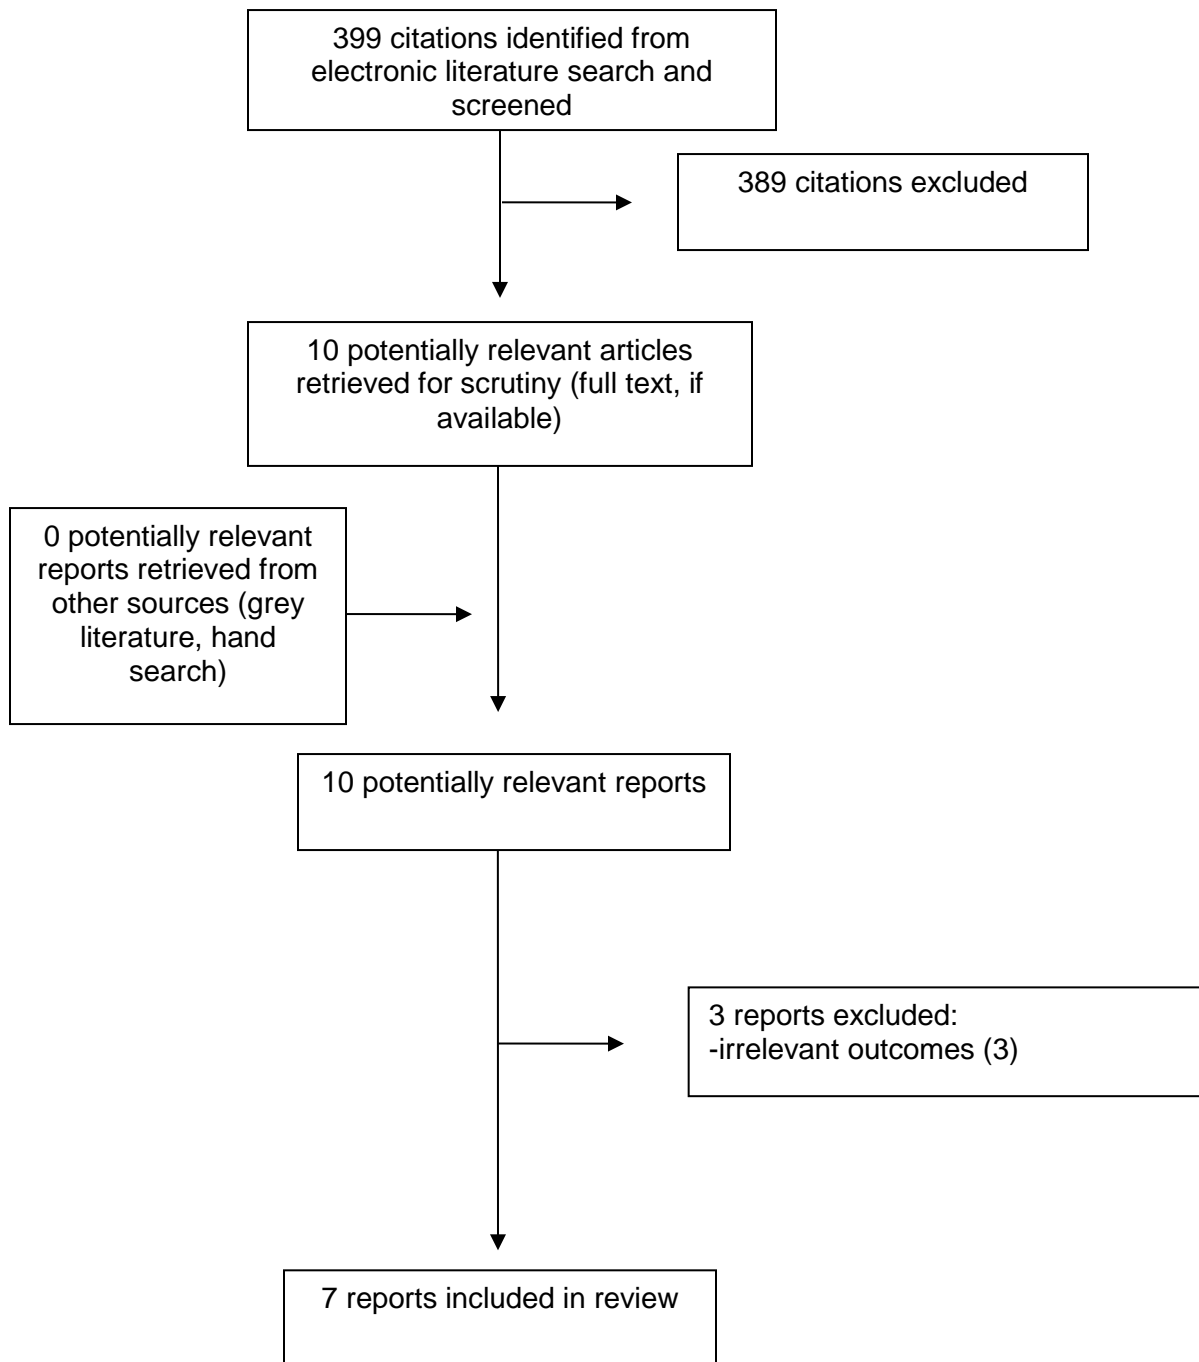 399 citations identified from
electronic literature search and
screened
389 citations excluded
10 potentially relevant articles
retrieved for scrutiny (full text, if
available)
0 potentially relevant
reports retrieved from
other sources (grey
literature, hand
search)
10 potentially relevant reports
3 reports excluded:
-irrelevant outcomes (3)
7 reports included in review